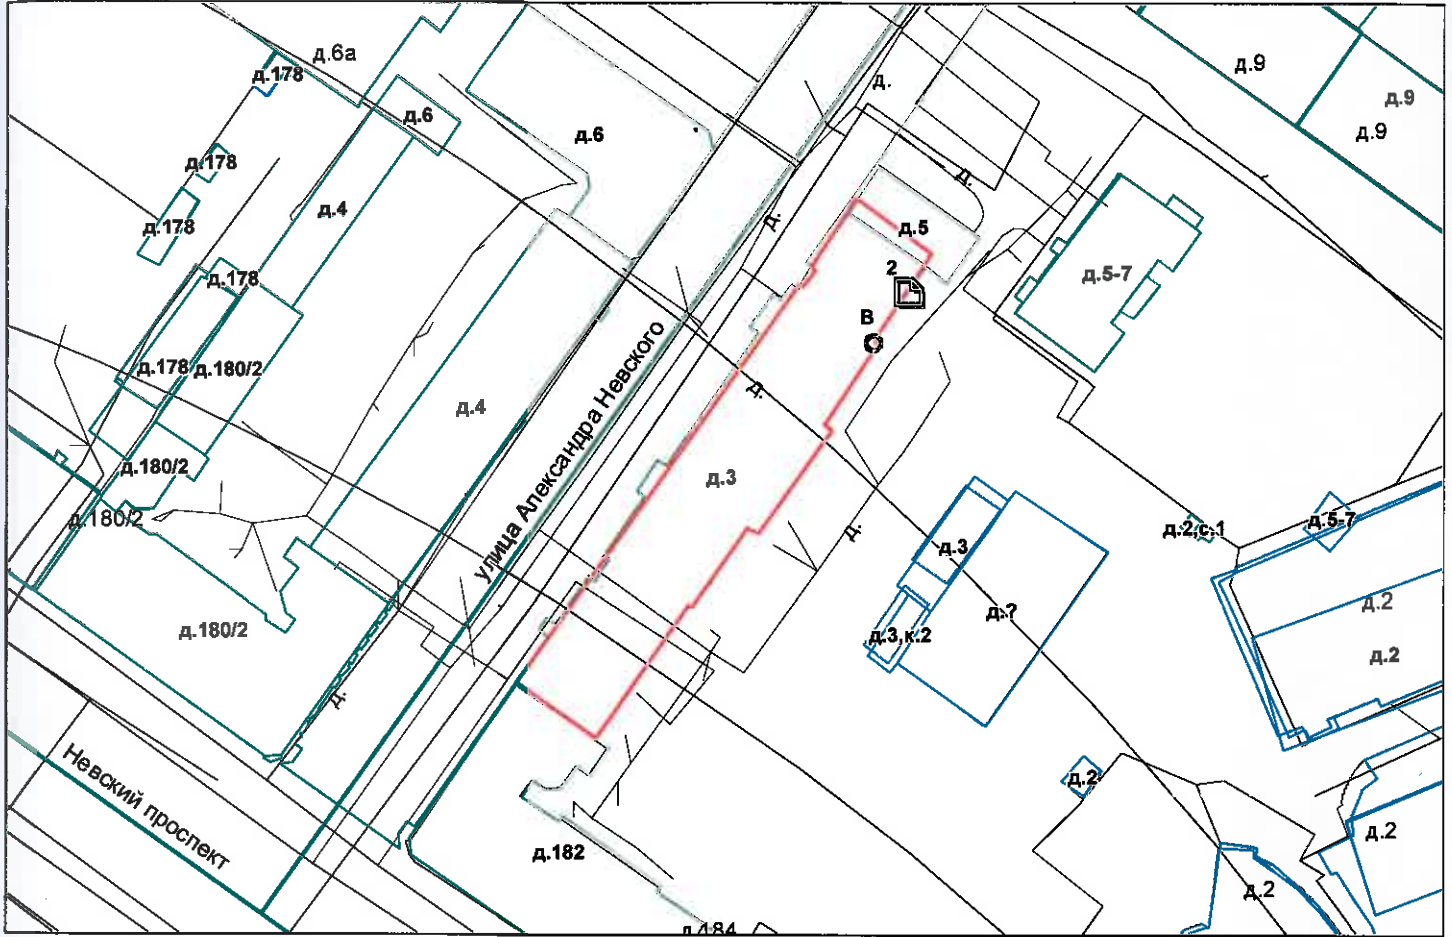 д.6а
д.178
д.6
д.6
д.
д.9
д.9
д.9
д.178
д.
д.178
д.4
д.
д.5
д.178
2
д.5-7
В
д.178
д.180/2
д.
д.4
улица Александра Невского
д.3
д.180/2
д.180/2
д.
д.2,с.1
д.5-7
д.3
д.2
д.?
д.180/2
д.3,к.2
д.2
д.
Невский проспект
д.2
д.182
д.2
д.2
д.184